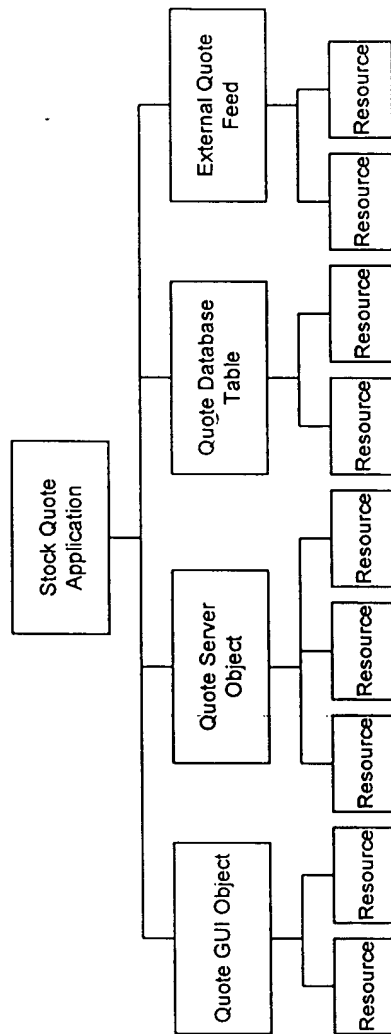 Stock Quote
Application
Quote GUI Object
Quote Server
Object
Quote Database
Table
External Quote
Feed
Resource
Resource
Resource
Resource
Resource
Resource
Resource
Resource
Resource